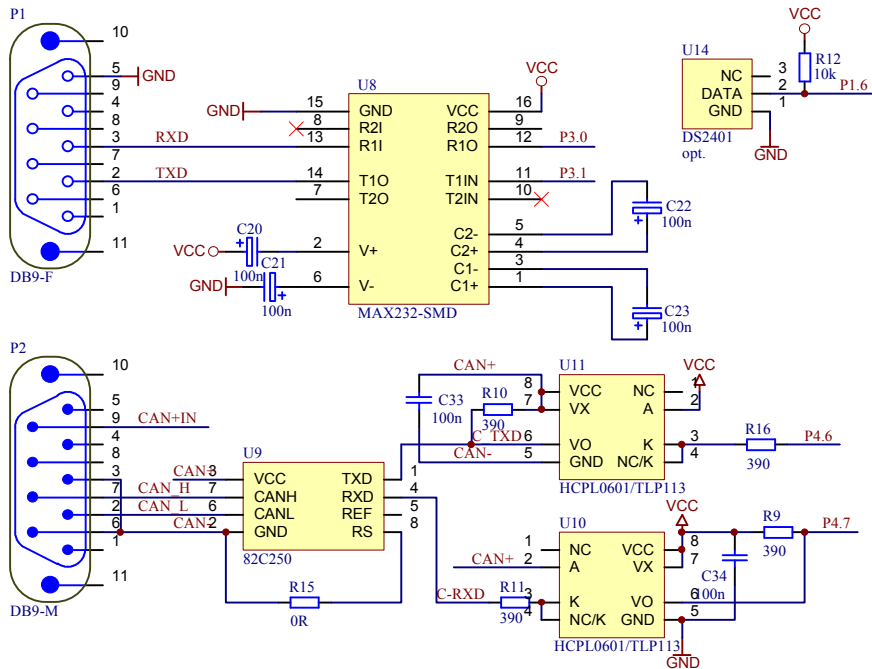 P1
10
5
9
4
8
3
7
2
6
1
11
DB9-F
GND
RXD
TXD
U8
GND
15
8
13
14
7
2
6
GND
R2I
R1I
T1O
T2O
V+
V-
VCC
R2O
R1O
T1IN
T2IN
C2-
C2+
C1-
C1+
16
9
12
11
10
5
4
3
1
MAX232-SMD
VCC
P3.0
P3.1
C20
VCC
100n
C21
GND
100n
C22
100n
C23
100n
U14
NC
DATA
GND
3
2
1
DS2401
opt.
VCC
R12
10k
P1.6
GND
P2
10
5
9
4
8
3
7
2
6
1
11
DB9-M
CAN+IN
CAN+
CAN_H
CAN_L
CAN-
U9
3
7
6
2
VCC
CANH
CANL
GND
TXD
RXD
REF
RS
1
4
5
8
82C250
R15
0R
CAN+
C33
100n
R10
390
C_TXD
CAN-
U11
8
7
6
5
VCC
VX
VO
GND
NC
A
K
NC/K
1
2
3
4
HCPL0601/TLP113
VCC
R16
390
P4.6
U10
1
2
3
4
NC
A
K
NC/K
VCC
VX
VO
GND
8
7
6
5
HCPL0601/TLP113
CAN+
C-RXD
R11
390
VCC
R9
390
P4.7
C34
100n
GND